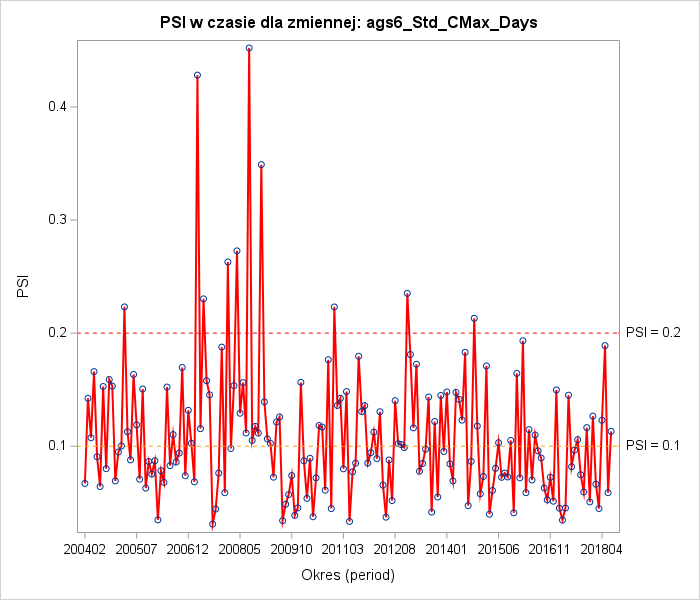 PSI w czasie dla zmiennej: ags6_Std_CMax_Days
0.4
0.3
0.2
0.1
PSI
PSI = 0.2
PSI = 0.1
200402 200507 200612 200805 200910 201103 201208 201401 201506 201611 201804
Okres (period)